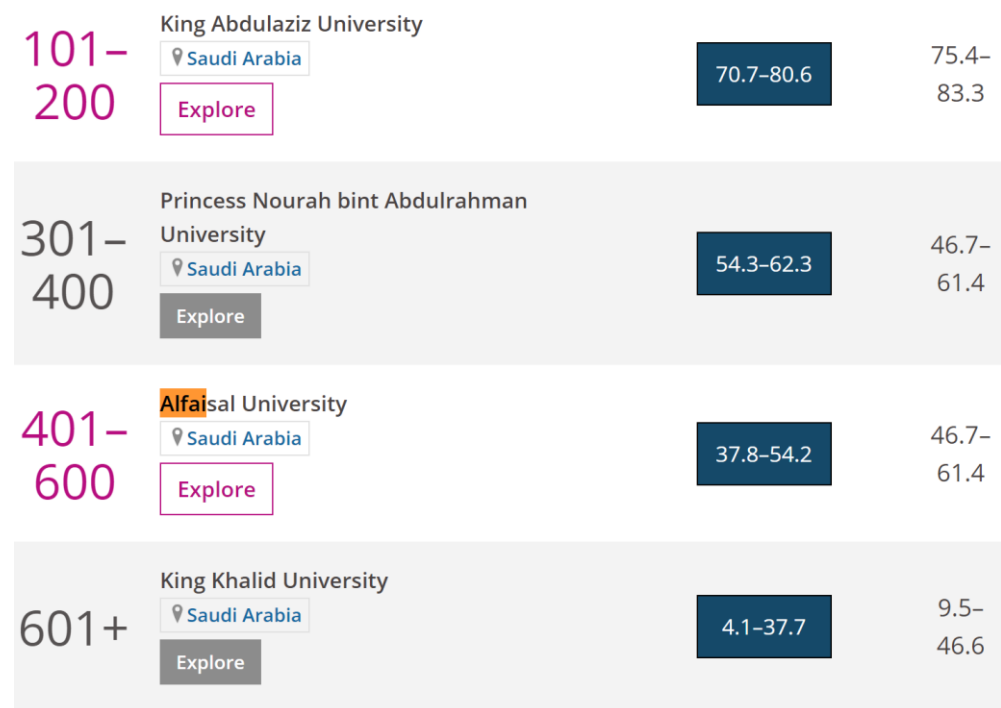 101–
200
King Abdulaziz University
Saudi Arabia
Explore
70.7–80.6
75.4–
83.3
301–
400
Princess Nourah bint Abdulrahman
University
Saudi Arabia
Explore
54.3–62.3
46.7–
61.4
401–
600
Alfaisal University
Saudi Arabia
Explore
37.8–54.2
46.7–
61.4
601+
King Khalid University
Saudi Arabia
Explore
4.1–37.7
9.5–
46.6